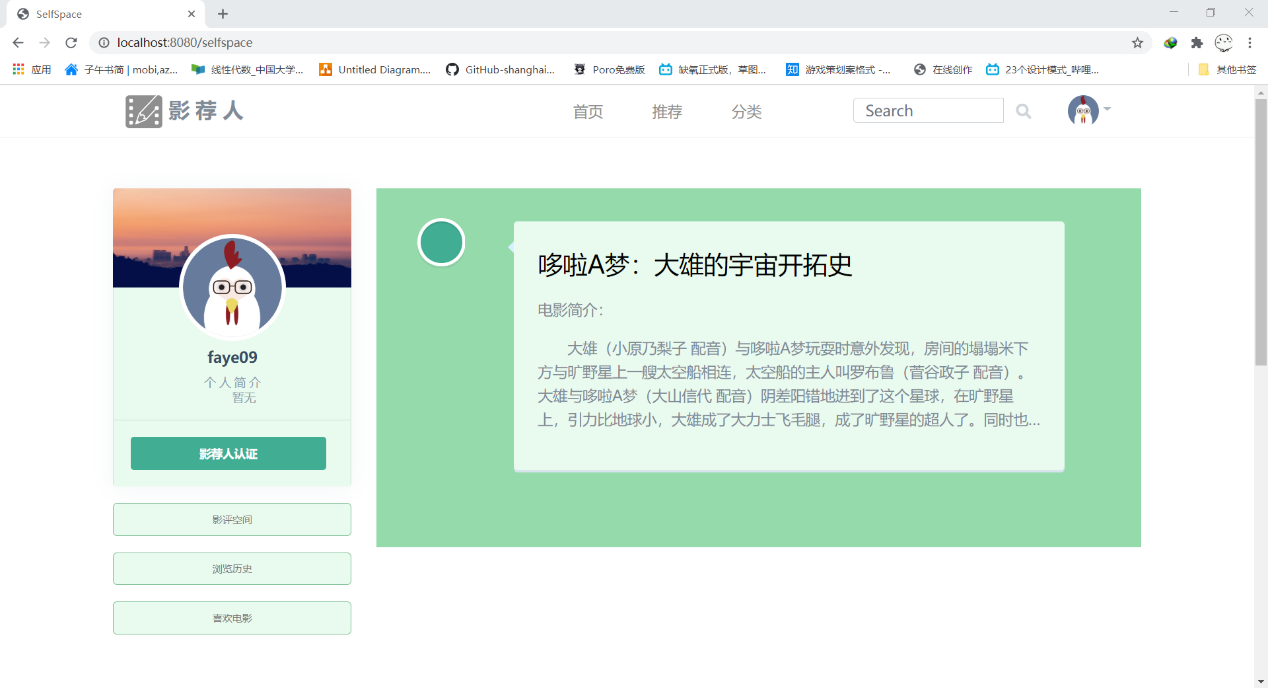 SelfSpace
localhost:8080/selfspace
应用
子午书简 | mobi,az...
线性代数_中国大学...
Untitled Diagram....
GitHub-shanghai...
Poro免费版
缺氧正式版，草图...
游戏策划案格式 -...
在线创作
23个设计模式_哔哩...
其他书签
影荐人
首页
推荐
分类
Search
faye09
个人简介
暂无
影荐人认证
影评空间
浏览历史
喜欢电影
哆啦A梦：大雄的宇宙开拓史
电影简介：
大雄（小原乃梨子 配音）与哆啦A梦玩耍时意外发现，房间的塌塌米下
方与旷野星上一艘太空船相连，太空船的主人叫罗布鲁（菅谷政子 配音）。
大雄与哆啦A梦（大山信代 配音）阴差阳错地进到了这个星球，在旷野星
上，引力比地球小，大雄成了大力士飞毛腿，成了旷野星的超人了。同时也...